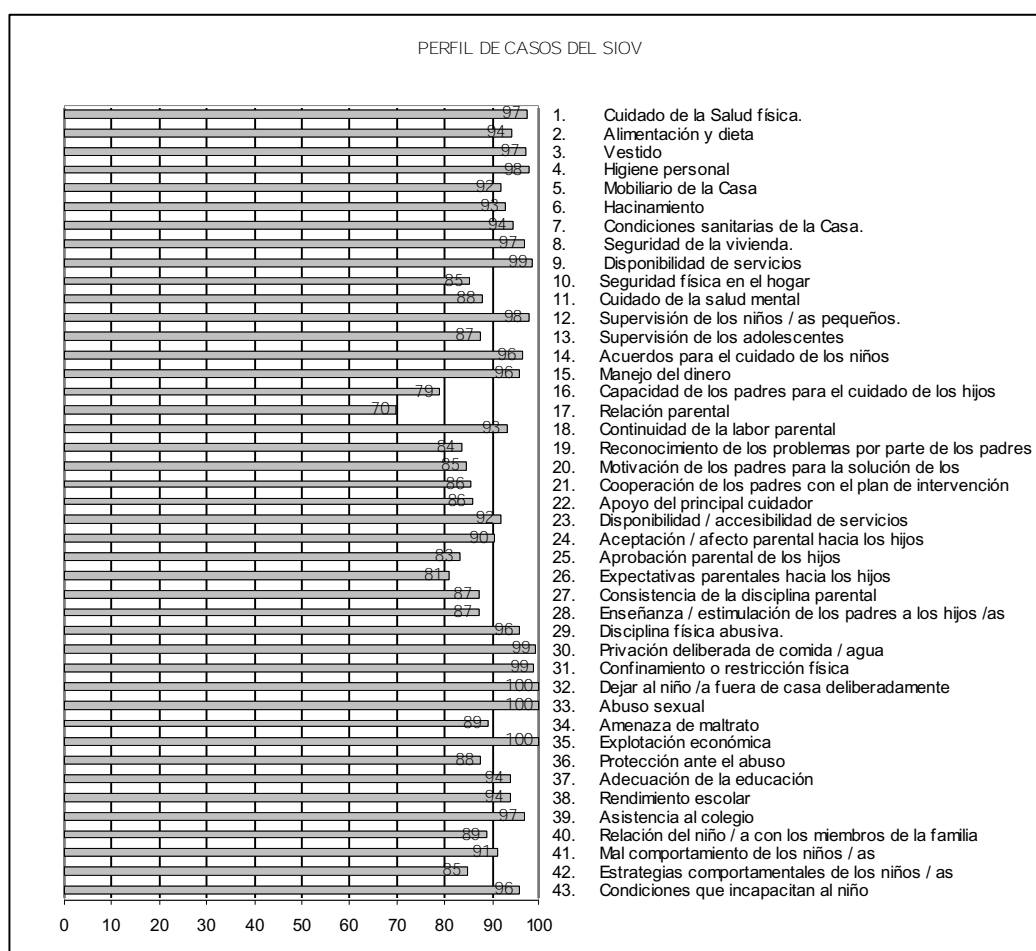 PERFIL DE CASOS DEL SIOV
97 1. Cuidado de la Salud física.
94 2. Alimentación y dieta
97 3. Vestido
98 4. Higiene personal
92 5. Mobiliario de la Casa
93 6. Hacinamiento
94 7. Condiciones sanitarias de la Casa.
97 8. Seguridad de la vivienda.
99 9. Disponibilidad de servicios
85 10. Seguridad física en el hogar
88 11. Cuidado de la salud mental
98 12. Supervisión de los niños / as pequeños.
87 13. Supervisión de los adolescentes
96 14. Acuerdos para el cuidado de los niños
96 15. Manejo del dinero
79 16. Capacidad de los padres para el cuidado de los hijos
70 17. Relación parental
93 18. Continuidad de la labor parental
84 19. Reconocimiento de los problemas por parte de los padres
85 20. Motivación de los padres para la solución de los
86 21. Cooperación de los padres con el plan de intervención
86 22. Apoyo del principal cuidador
92 23. Disponibilidad / accesibilidad de servicios
90 24. Aceptación / afecto parental hacia los hijos
83 25. Aprobación parental de los hijos
81 26. Expectativas parentales hacia los hijos
87 27. Consistencia de la disciplina parental
87 28. Enseñanza / estimulación de los padres a los hijos /as
96 29. Disciplina física abusiva.
99 30. Privación deliberada de comida / agua
99 31. Confinamiento o restricción física
100 32. Dejar al niño /a fuera de casa deliberadamente
100 33. Abuso sexual
89 34. Amenaza de maltrato
100 35. Explotación económica
88 36. Protección ante el abuso
94 37. Adecuación de la educación
94 38. Rendimiento escolar
97 39. Asistencia al colegio
89 40. Relación del niño / a con los miembros de la familia
91 41. Mal comportamiento de los niños / as
85 42. Estrategias comportamentales de los niños / as
96 43. Condiciones que incapacitan al niño
0 10 20 30 40 50 60 70 80 90 100